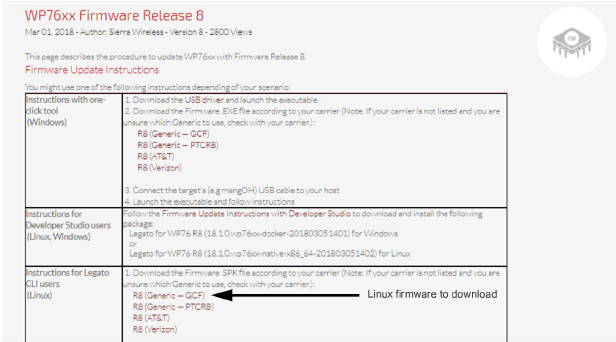 WP76xx Firmware Release 8
Mar 01, 2018 - Author: Sierra Wireless - Version 8 - 2800 Views
FW
This page describes the procedure to update WP76xx with Firmware Release 8.
Firmware Update Instructions
You might use one of the following instructions depending of your scenario:
Instructions with one-
click tool
(Windows)
1. Download the USB driver and launch the executable.
2. Download the Firmware .EXE file according to your carrier (Note: If your carrier is not listed and you are
unsure which Generic to use, check with your carrier.):
R8 (Generic – GCF)
R8 (Generic – PTCRB)
R8 (AT&T)
R8 (Verizon)
3. Connect the target's (e.g mangOH) USB cable to your host
4. Launch the executable and follow instructions
Instructions for
Developer Studio users
(Linux, Windows)
Follow the Firmware Update Instructions with Developer Studio to download and install the following
package:
Legato for WP76 R8 (18.1.0.wp76xx-docker-201803051401) for Windows
or
Legato for WP76 R8 (18.1.0.wp76xx-native-x86_64-201803051402) for Linux
Instructions for Legato
CLI users
(Linux)
1. Download the Firmware .SPK file according to your carrier (Note: If your carrier is not listed and you are
unsure which Generic to use, check with your carrier.):
R8 (Generic – GCF)
Linux firmware to download
R8 (Generic – PTCRB)
R8 (AT&T)
R8 (Verizon)